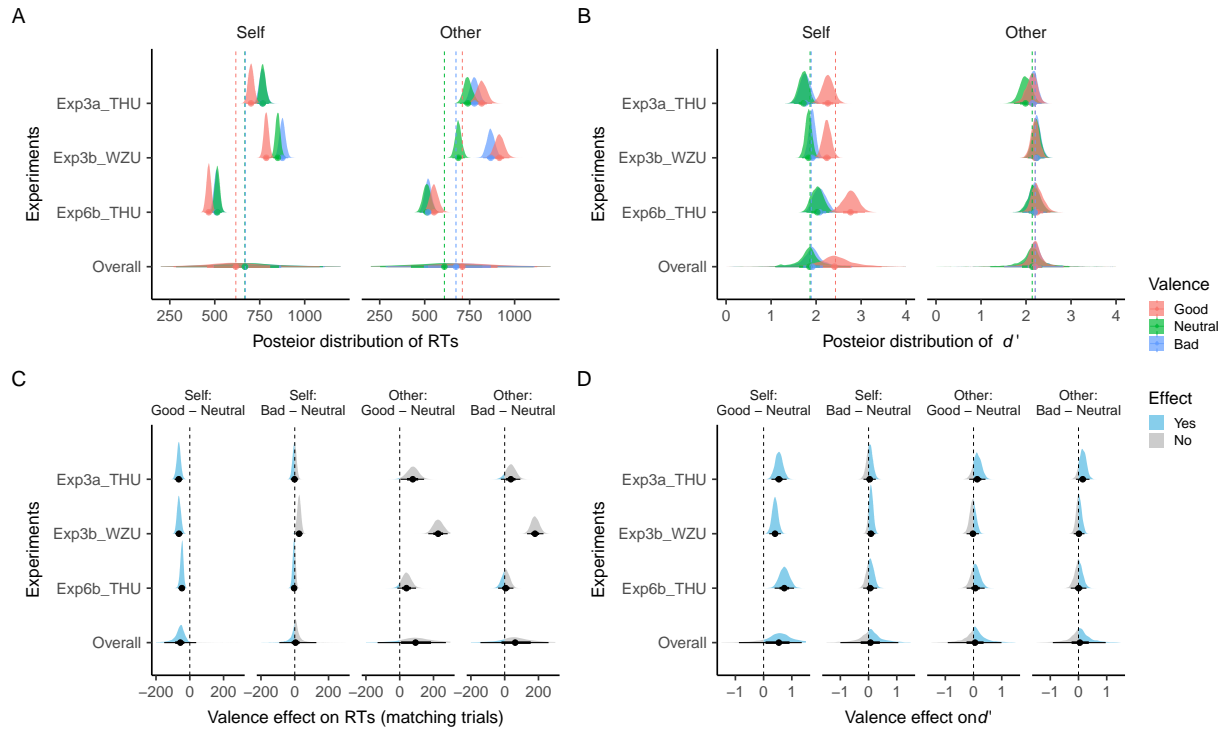 A
Self
Other
Experiments
Exp3a_THU
Exp3b_WZU
Exp6b_THU
Overall
250 500 750 1000
250 500 750 1000
Posterior distribution of RTs
B
Self
Other
Experiments
Exp3a_THU
Exp3b_WZU
Exp6b_THU
Overall
0 1 2 3 4
0 1 2 3 4
Posterior distribution of d'
Valence
Good
Neutral
Bad
C
Self:
Good – Neutral
Self:
Bad – Neutral
Other:
Good – Neutral
Other:
Bad – Neutral
Experiments
Exp3a_THU
Exp3b_WZU
Exp6b_THU
Overall
−200 0 200
−200 0 200
−200 0 200
−200 0 200
Valence effect on RTs (matching trials)
D
Self:
Good – Neutral
Self:
Bad – Neutral
Other:
Good – Neutral
Other:
Bad – Neutral
Experiments
Exp3a_THU
Exp3b_WZU
Exp6b_THU
Overall
−1 0 1
−1 0 1
−1 0 1
−1 0 1
Valence effect on d'
Effect
Yes
No